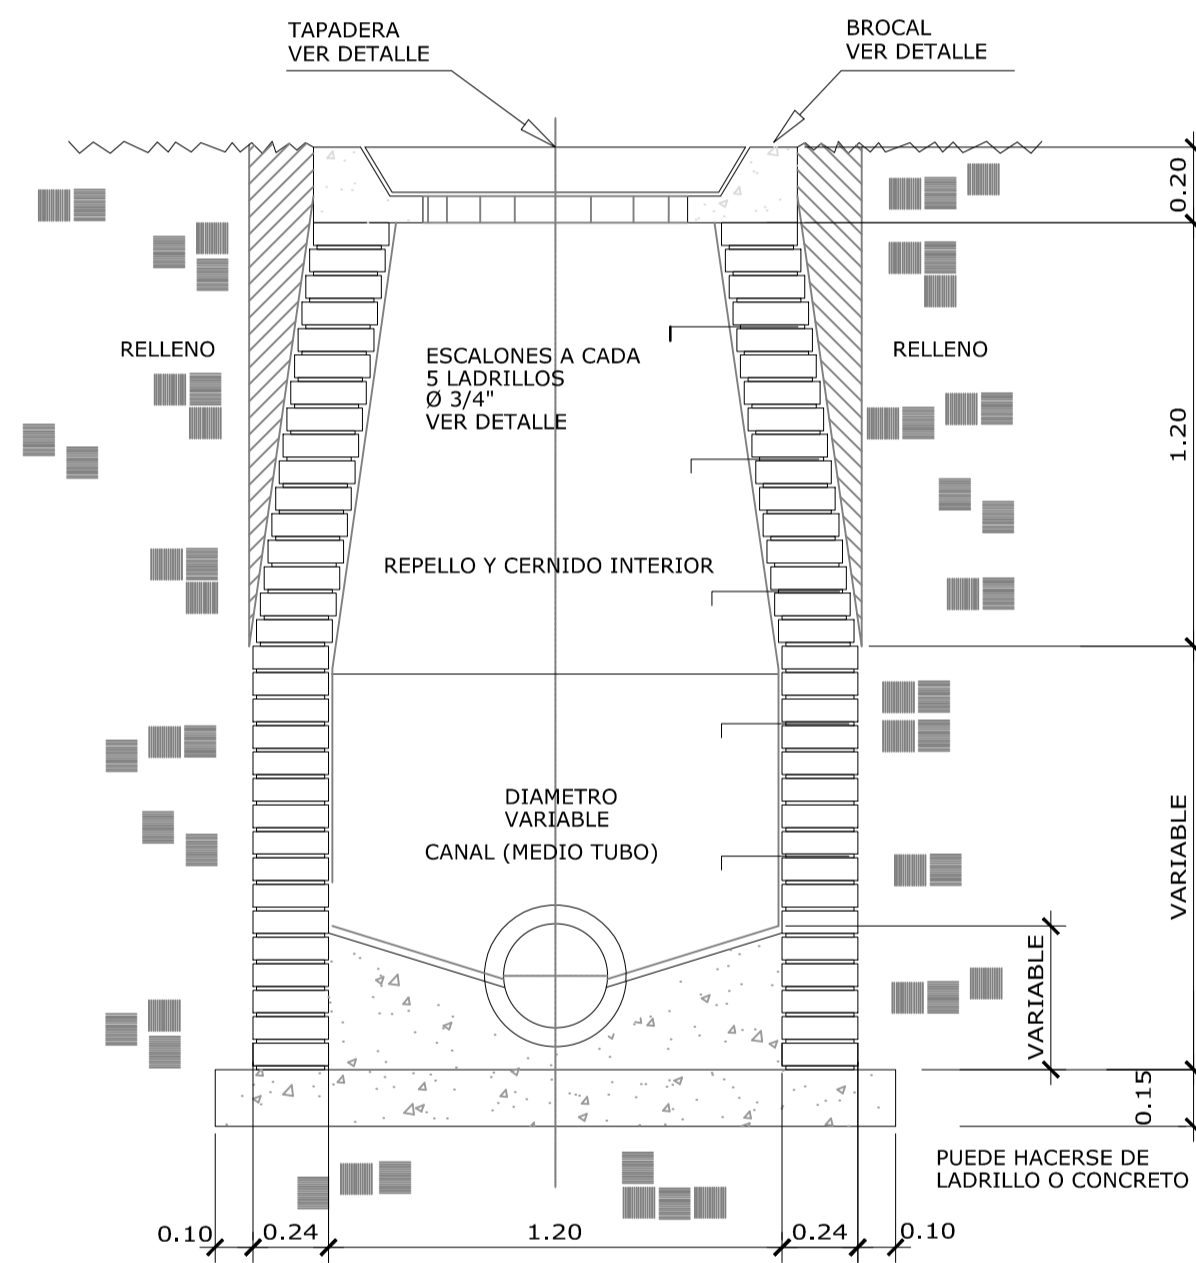 TAPADERA
VER DETALLE
BROCAL
VER DETALLE
0.20
RELLENO
ESCALONES A CADA
5 LADRILLOS
Ø 3/4"
VER DETALLE
RELLENO
1.20
REPELLO Y CERNIDO INTERIOR
DIAMETRO
VARIABLE
CANAL (MEDIO TUBO)
VARIABLE
VARIABLE
0.15
PUEDE HACERSE DE
LADRILLO O CONCRETO
0.10
0.24
1.20
0.24
0.10